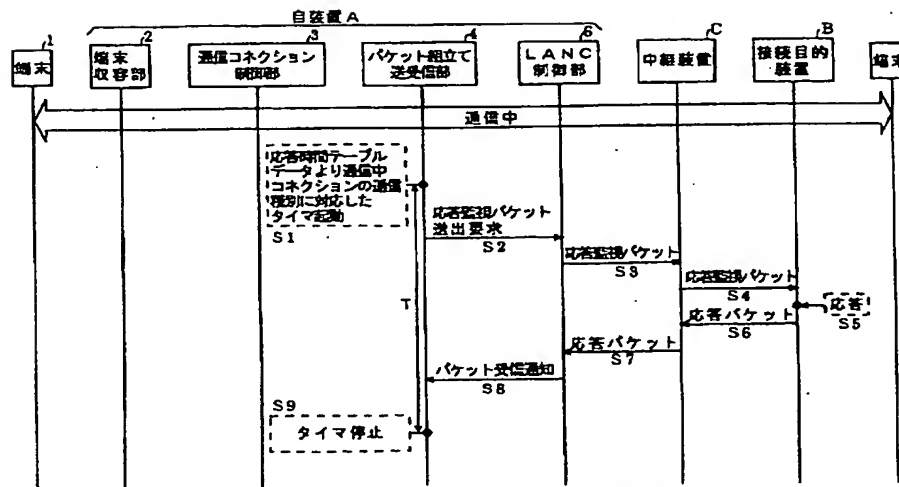 自装置A
1
2
3
4
6
C
B
端末
端末
収容部
通信コネクション
制御部
パケット組立て
送受信部
LANC
制御部
中継装置
接続目的
装置
端末
通信中
応答時間テーブル
データより通信中
コネクションの通信
種別に対応した
タイマ起動
S1
応答監視パケット
送出要求
S2
応答監視パケット
S3
応答監視パケット
S4
応答
S5
応答パケット
S6
応答パケット
S7
パケット受信通知
S8
T
S9
タイマ停止